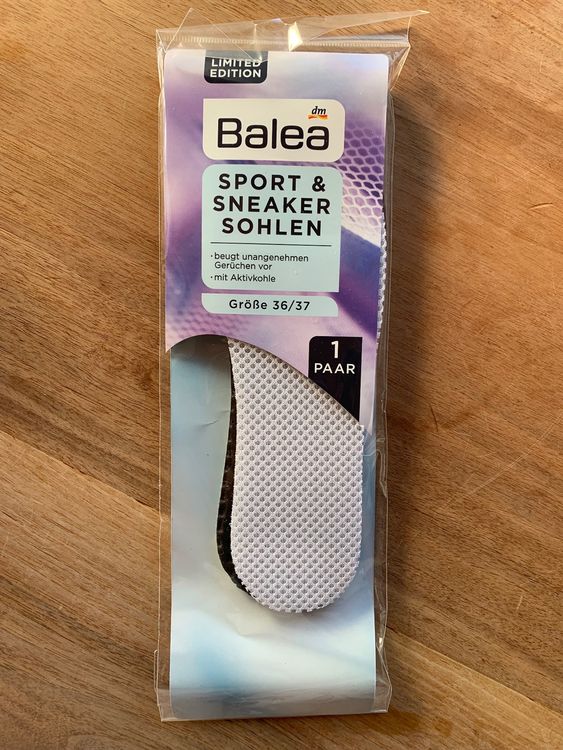 LIMITED
EDITION
dm
Balea
SPORT &
SNEAKER
SOHLEN
· beugt unangenehmen
Gerüchen vor
· mit Aktivkohle
Größe 36/37
1
PAAR